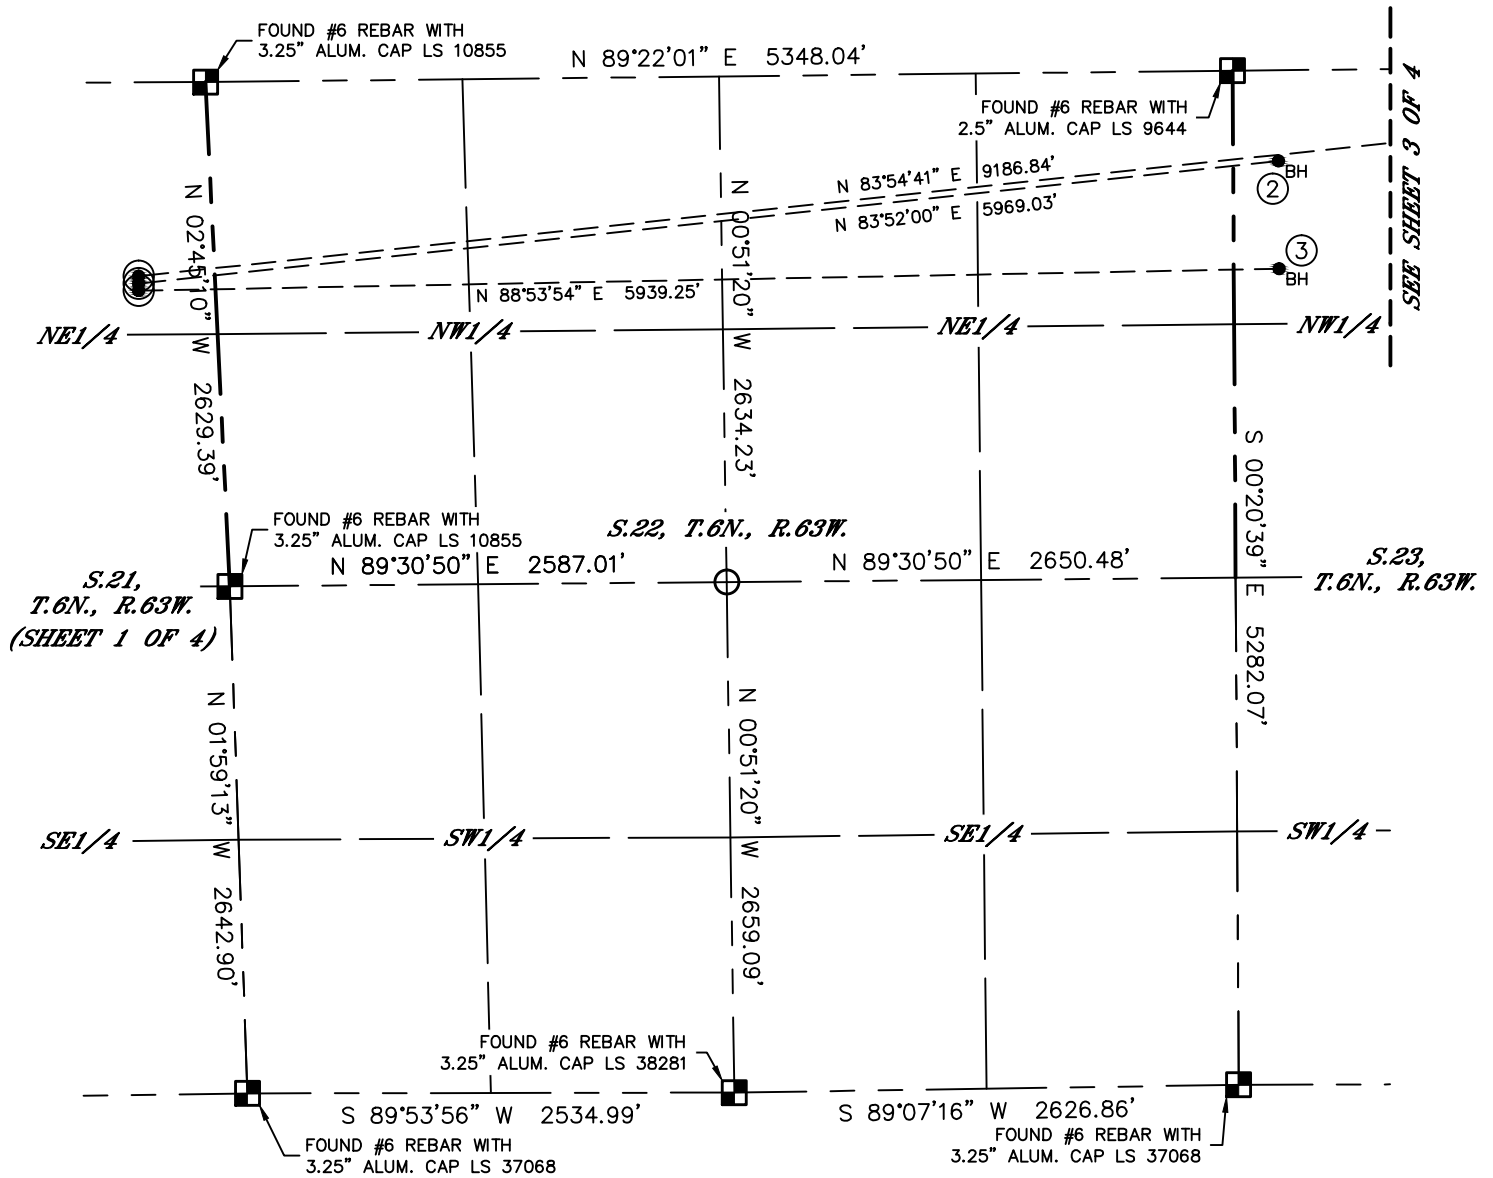 FOUND #6 REBAR WITH
3.25" ALUM. CAP LS 10855
N 89°22'01" E 5348.04'
FOUND #6 REBAR WITH
2.5" ALUM. CAP LS 9644
SEE SHEET 3 OF 4
N 83°54'41" E 9186.84'
N 83°52'00" E 5969.03'
BH
2
3
BH
N 88°53'54" E 5939.25'
N 02°45'10" W 2629.39'
N 00°51'20" W 2634.23'
NE1/4
NW1/4
NE1/4
NW1/4
S 00°20'39" E 5282.07'
FOUND #6 REBAR WITH
3.25" ALUM. CAP LS 10855
S.22, T.6N., R.63W.
N 89°30'50" E 2587.01'
N 89°30'50" E 2650.48'
S.21,
T.6N., R.63W.
(SHEET 1 OF 4)
S.23,
T.6N., R.63W.
N 01°59'13" W 2642.90'
N 00°51'20" W 2659.09'
SE1/4
SW1/4
SE1/4
SW1/4
FOUND #6 REBAR WITH
3.25" ALUM. CAP LS 38281
S 89°53'56" W 2534.99'
S 89°07'16" W 2626.86'
FOUND #6 REBAR WITH
3.25" ALUM. CAP LS 37068
FOUND #6 REBAR WITH
3.25" ALUM. CAP LS 37068